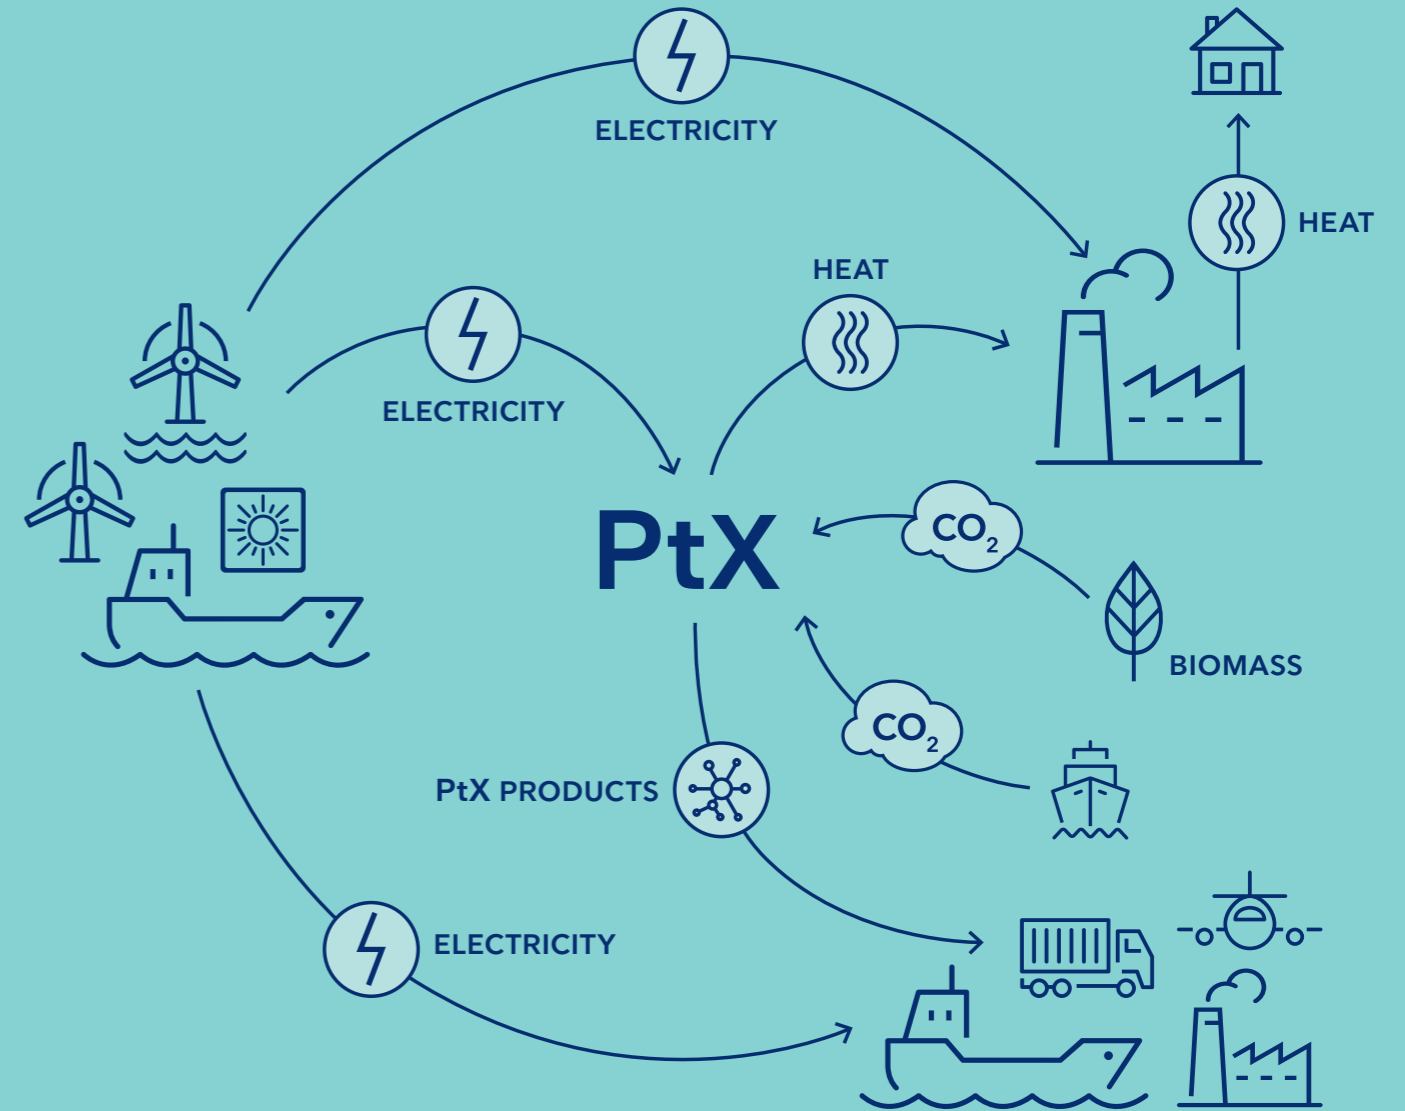 ELECTRICITY
HEAT
HEAT
ELECTRICITY
PtX
CO₂
BIOMASS
CO₂
PtX PRODUCTS
ELECTRICITY